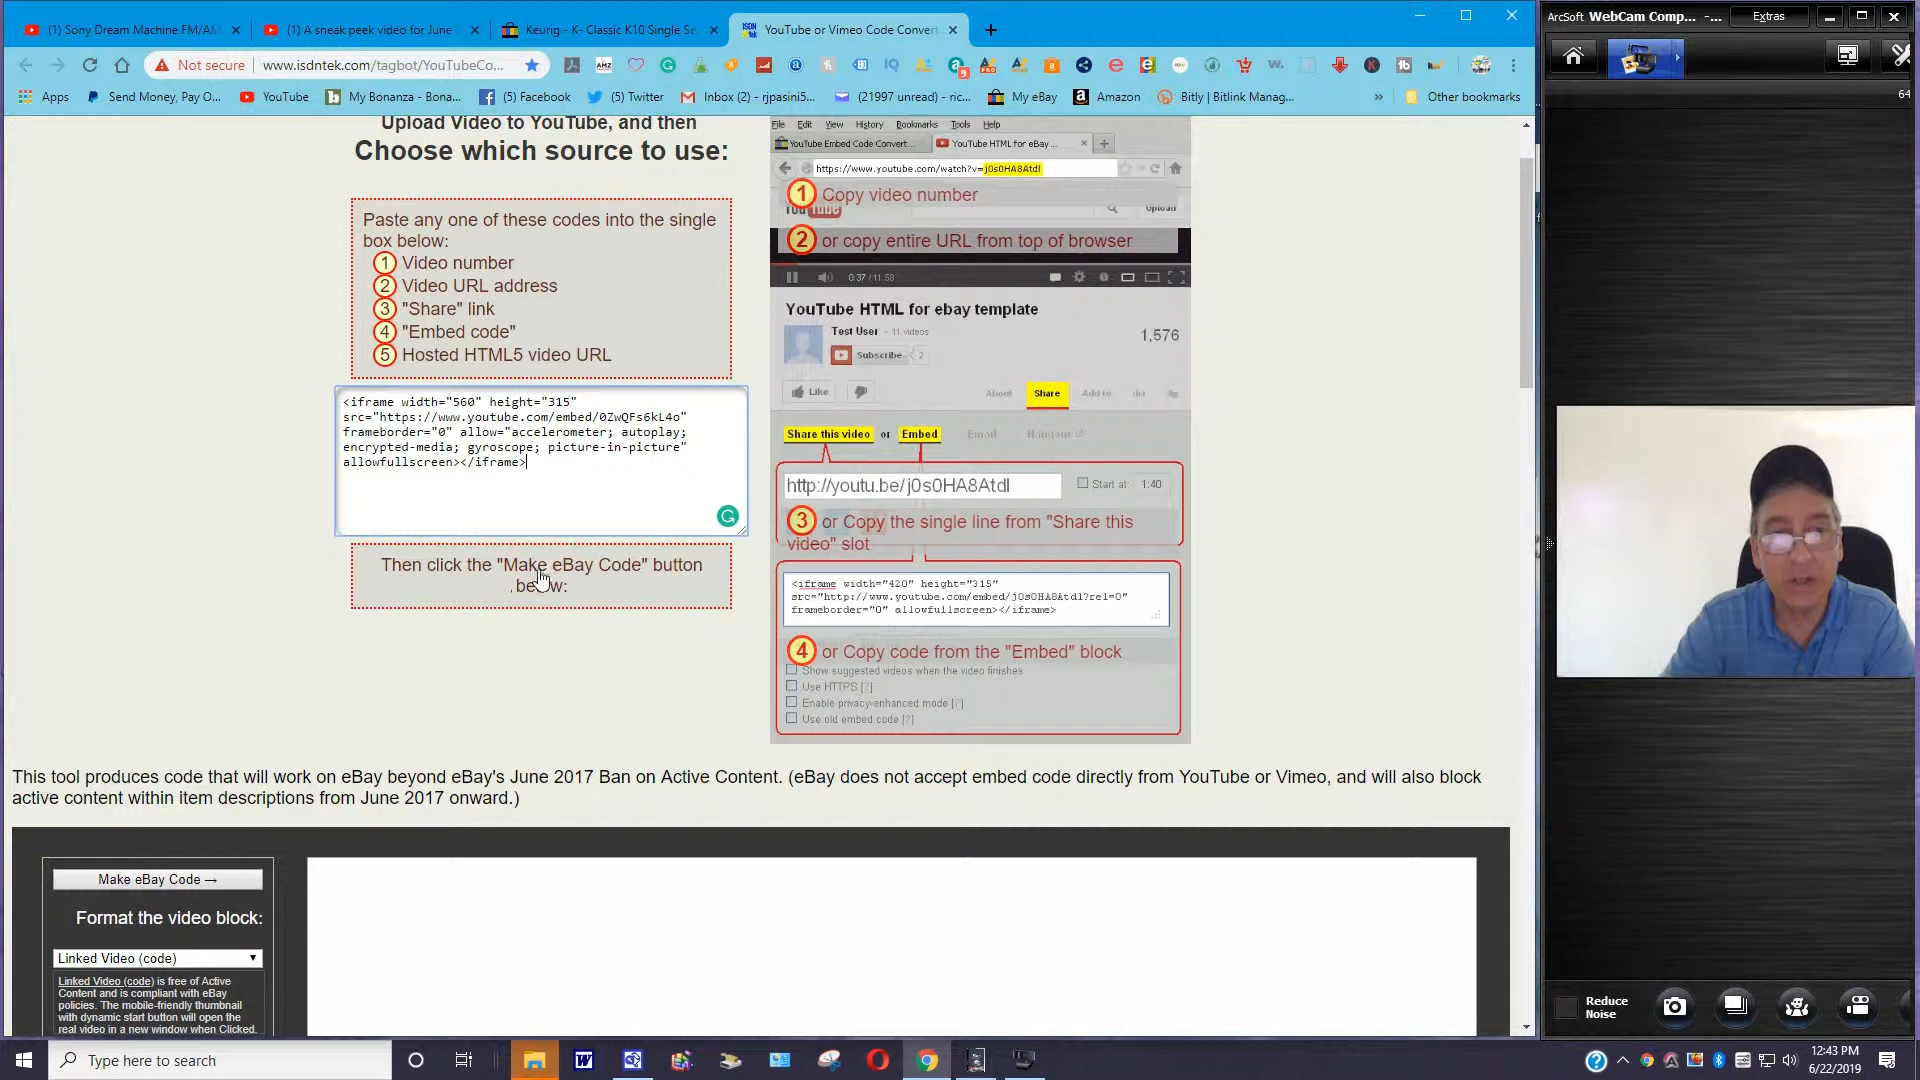 (1) Sony Dream Machine FM/AM
(1) A sneak peek video for June
Keurig - K- Classic K10 Single Se
YouTube or Vimeo Code Convert
ArcSoft WebCam Comp... -...
Extras
Not secure
www.isdntek.com/tagbot/YouTubeCo...
Apps
Send Money, Pay O...
YouTube
My Bonanza - Bona...
(5) Facebook
(5) Twitter
Inbox (2) - rjpasini5...
(21997 unread) - ric...
My eBay
Amazon
Bitly | Bitlink Manag...
Other bookmarks
64
Upload Video to YouTube, and then
Choose which source to use:
Paste any one of these codes into the single
box below:
1 Video number
2 Video URL address
3 "Share" link
4 "Embed code"
5 Hosted HTML5 video URL
<iframe width="560" height="315"
src="https://www.youtube.com/embed/0ZwQFs6kL4o"
frameborder="0" allow="accelerometer; autoplay;
encrypted-media; gyroscope; picture-in-picture"
allowfullscreen></iframe>
Then click the "Make eBay Code" button
below:
File Edit View History Bookmarks Tools Help
YouTube Embed Code Convert...
YouTube HTML for eBay ...
https://www.youtube.com/watch?v=j0s0HA8AtdI
1 Copy video number
Upload
2 or copy entire URL from top of browser
0:37 / 11:58
YouTube HTML for ebay template
Test User - 11 videos
1,576
Subscribe 2
Like
About
Share
Add to
Share this video or Embed
Email
Hangout
http://youtu.be/j0s0HA8AtdI
Start at: 1:40
3 or Copy the single line from "Share this
video" slot
<iframe width="420" height="315"
src="http://www.youtube.com/embed/j0s0HA8AtdI?rel=0"
frameborder="0" allowfullscreen></iframe>
4 or Copy code from the "Embed" block
Show suggested videos when the video finishes
Use HTTPS [?]
Enable privacy-enhanced mode [?]
Use old embed code [?]
This tool produces code that will work on eBay beyond eBay's June 2017 Ban on Active Content. (eBay does not accept embed code directly from YouTube or Vimeo, and will also block
active content within item descriptions from June 2017 onward.)
Make eBay Code →
Format the video block:
Linked Video (code)
Linked Video (code) is free of Active
Content and is compliant with eBay
policies. The mobile-friendly thumbnail
with dynamic start button will open the
real video in a new window when Clicked.
Reduce
Noise
Type here to search
12:43 PM
6/22/2019